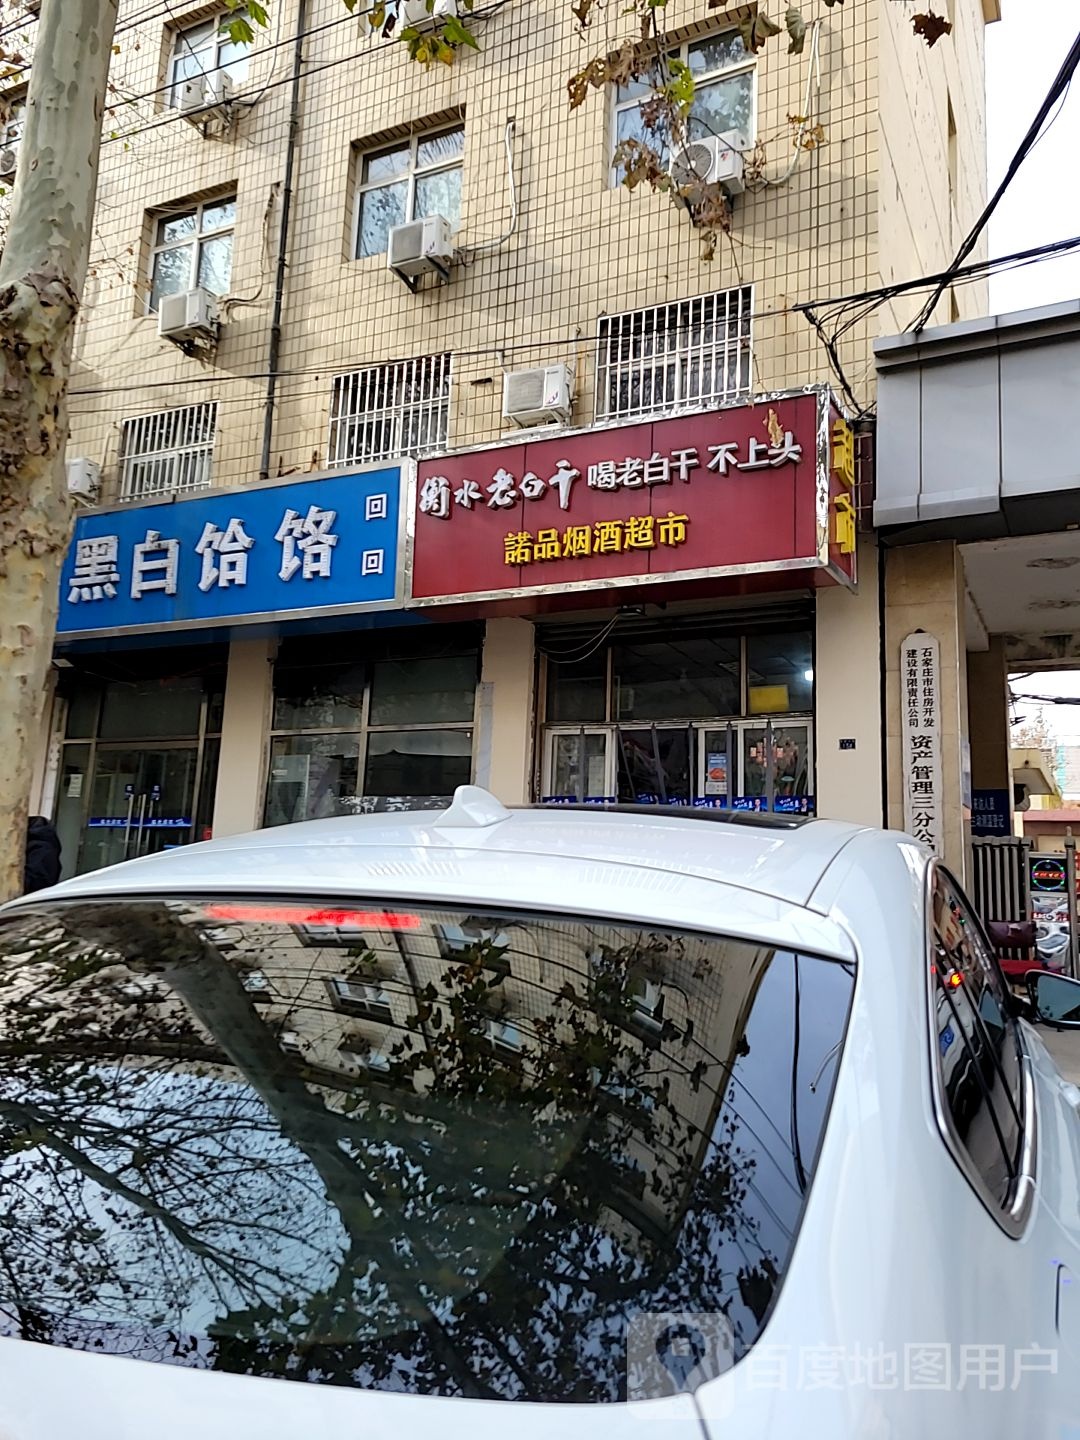 黑白饸饹
回
回
衡水老白干 喝老白干 不上头
諾品烟酒超市
超市
石家庄市住房开发
建设有限责任公司
资产管理三分公司
百度地图用户